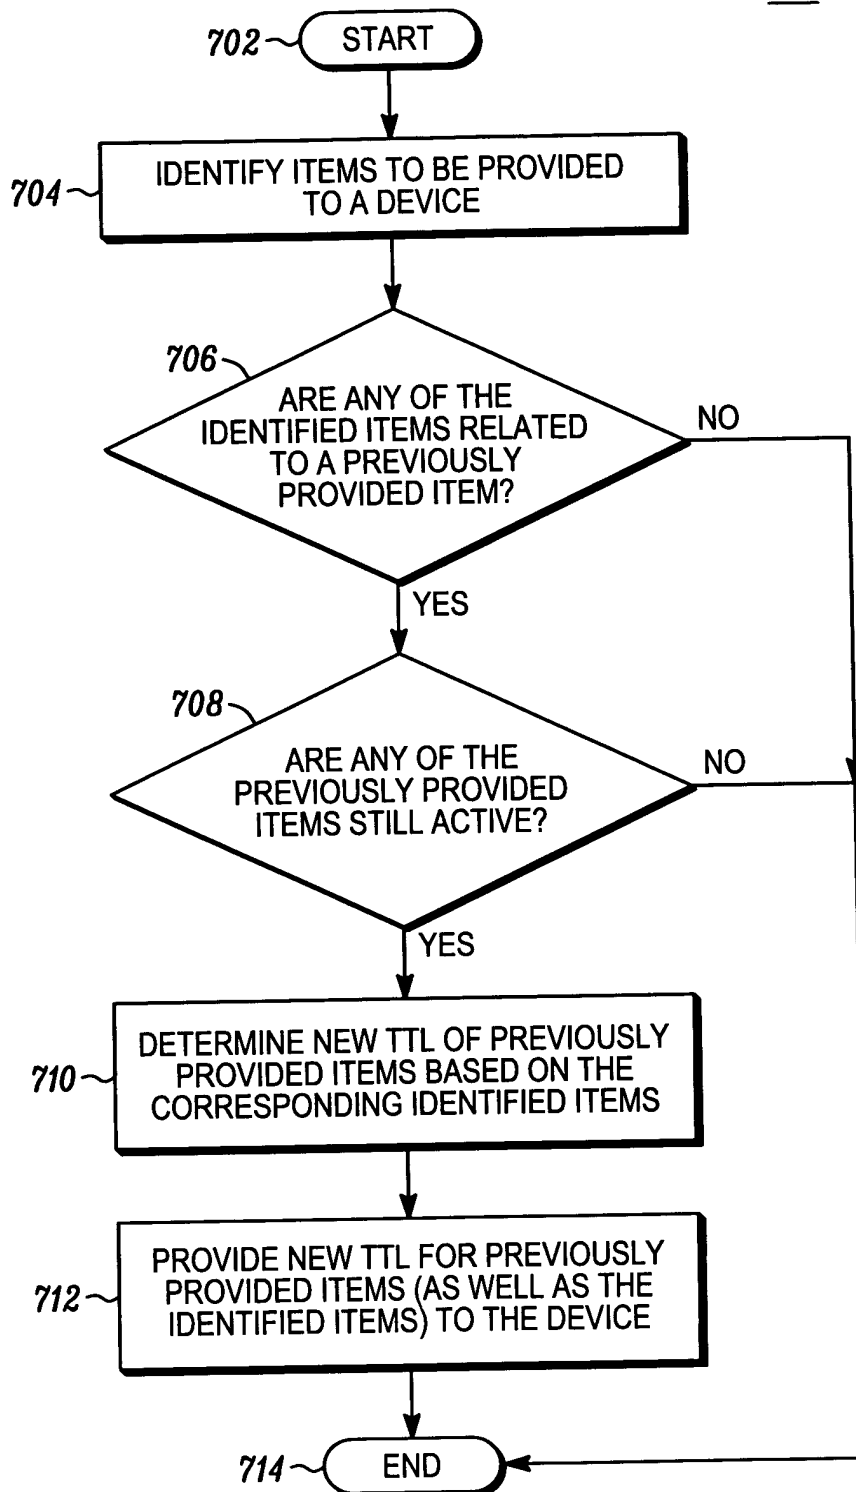 702
START
704
IDENTIFY ITEMS TO BE PROVIDED
TO A DEVICE
706
ARE ANY OF THE
IDENTIFIED ITEMS RELATED
TO A PREVIOUSLY
PROVIDED ITEM?
NO
YES
708
ARE ANY OF THE
PREVIOUSLY PROVIDED
ITEMS STILL ACTIVE?
NO
YES
710
DETERMINE NEW TTL OF PREVIOUSLY
PROVIDED ITEMS BASED ON THE
CORRESPONDING IDENTIFIED ITEMS
712
PROVIDE NEW TTL FOR PREVIOUSLY
PROVIDED ITEMS (AS WELL AS THE
IDENTIFIED ITEMS) TO THE DEVICE
714
END